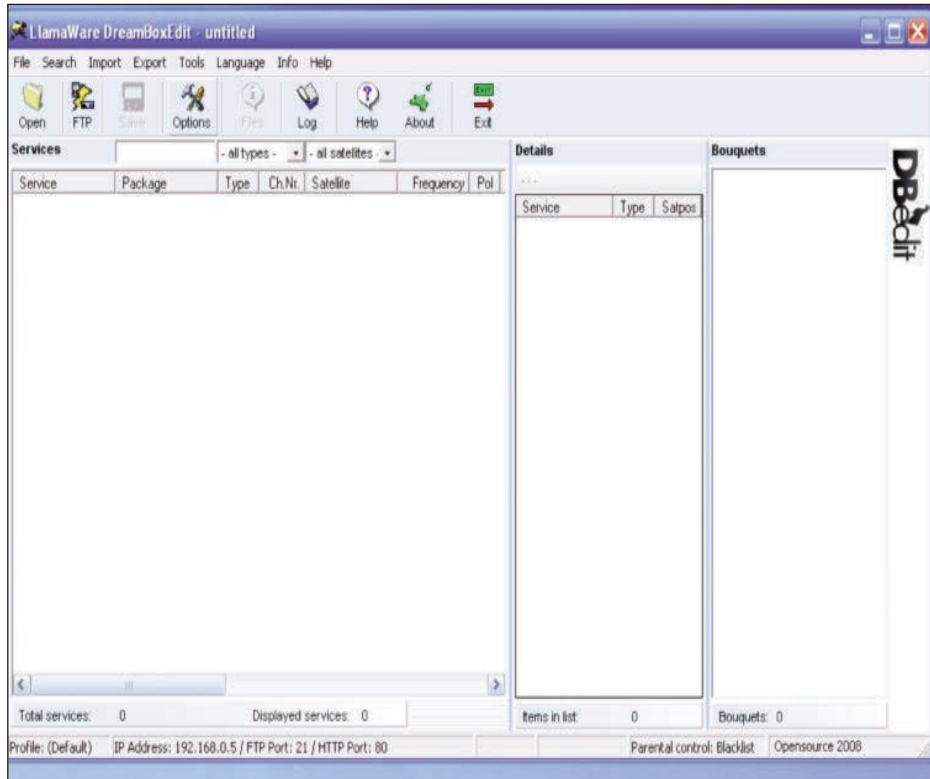 LlamaWare DreamBoxEdit - untitled
File Search Import Export Tools Language Info Help
Open FTP Save Options Files Log Help About Exit
Services - all types - - all satelites - Details Bouquets
Service Package Type Ch.Nr. Satellite Frequency Pol
...
Service Type Satpos
DBedit
Total services: 0 Displayed services: 0 Items in list: 0 Bouquets: 0
Profile: (Default) IP Address: 192.168.0.5 / FTP Port: 21 / HTTP Port: 80 Parental control: Blacklist Opensource 2008